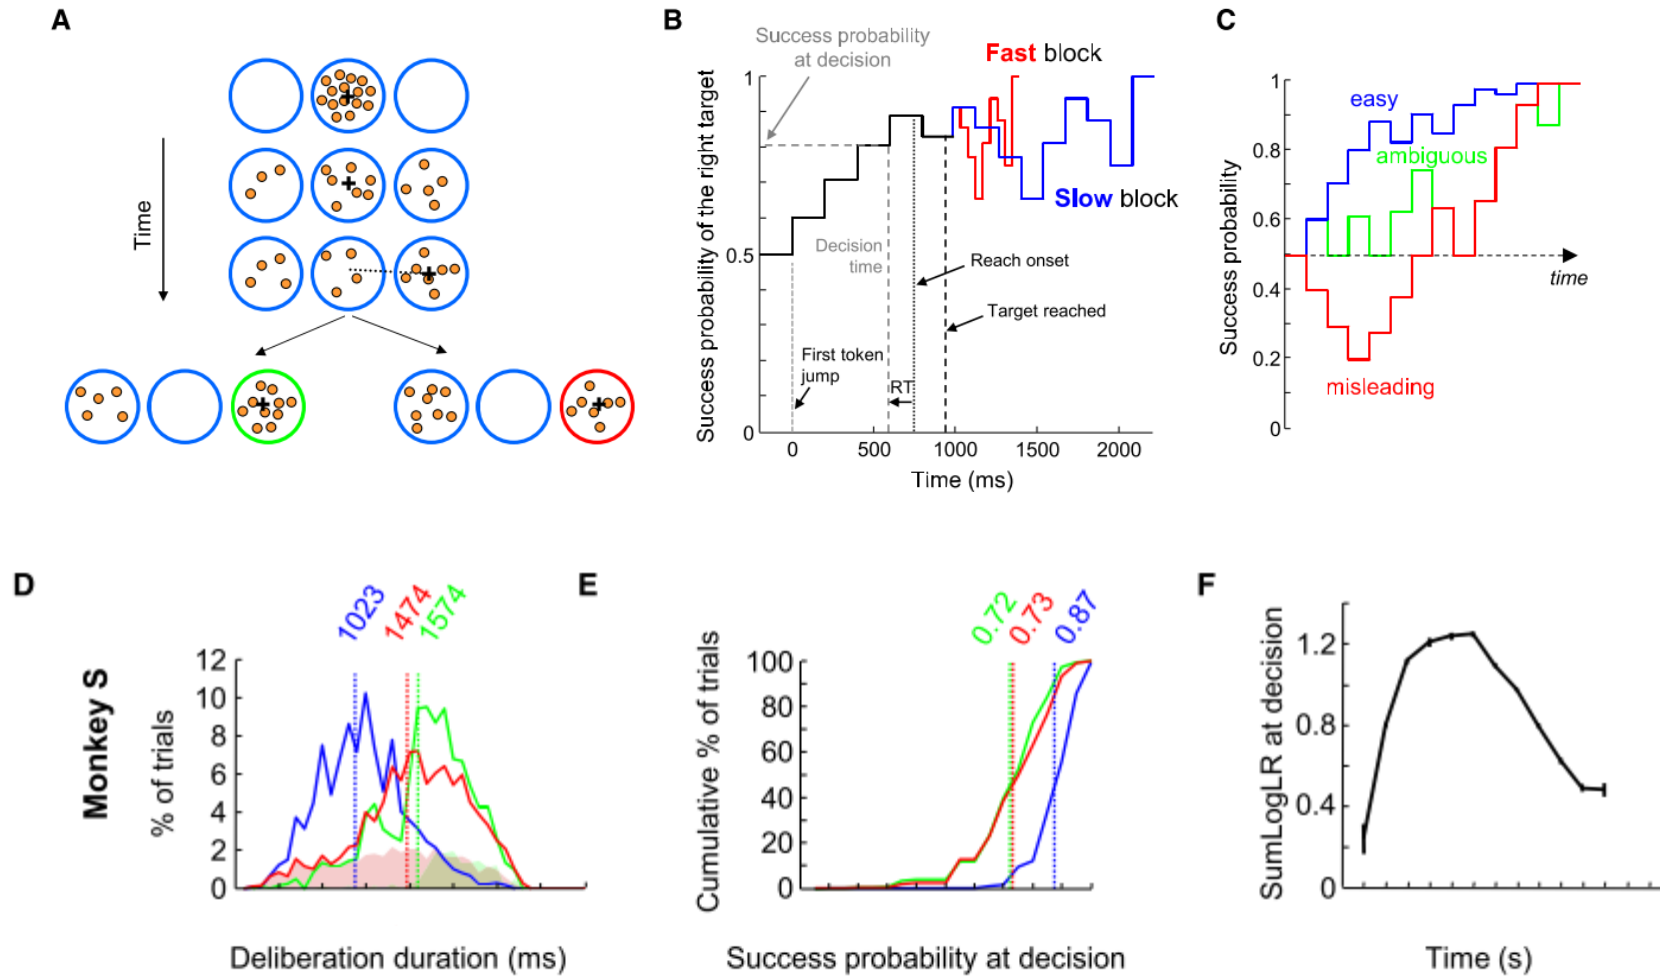 A
Time
B
Success probability
at decision
Fast block
Slow block
Decision
time
Reach onset
Target reached
First token
jump
RT
Success probability of the right target
1
0.5
0
0 500 1000 1500 2000
Time (ms)
C
easy
ambiguous
misleading
time
Success probability
1
0.8
0.6
0.4
0.2
0
D
Monkey S
1023
1474
1574
% of trials
12
10
8
6
4
2
0
Deliberation duration (ms)
E
0.72
0.73
0.87
Cumulative % of trials
100
80
60
40
20
0
Success probability at decision
F
SumLogLR at decision
1.2
0.8
0.4
0
Time (s)